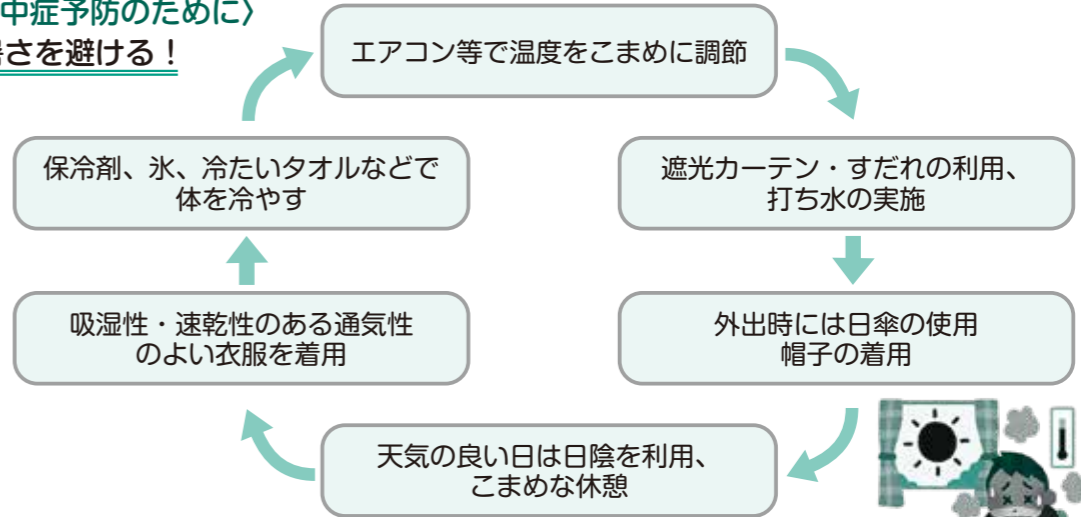 中症予防のために〉
さを避ける！
エアコン等で温度をこまめに調節
遮光カーテン・すだれの利用、
打ち水の実施
外出時には日傘の使用
帽子の着用
天気の良い日は日陰を利用、
こまめな休憩
吸湿性・速乾性のある通気性
のよい衣服を着用
保冷剤、氷、冷たいタオルなどで
体を冷やす